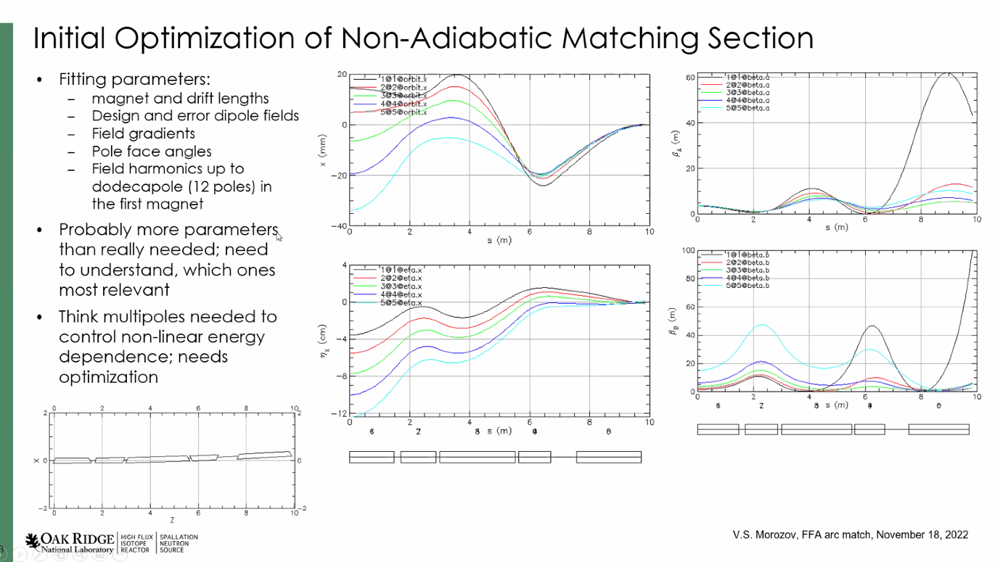 Initial Optimization of Non-Adiabatic Matching Section
• Fitting parameters:
– magnet and drift lengths
– Design and error dipole fields
– Field gradients
– Pole face angles
– Field harmonics up to
dodecapole (12 poles) in
the first magnet
• Probably more parameters
than really needed; need
to understand, which ones
most relevant
• Think multipoles needed to
control non-linear energy
dependence; needs
optimization
0 2 4 6 8 10
2
0
-2
2
0
-2
X
0 2 4 6 8 10
Z
20
0
-20
-40
x (mm)
1@1@orbit.x
2@2@orbit.x
3@3@orbit.x
4@4@orbit.x
5@5@orbit.x
0 2 4 6 8 10
s (m)
4
0
-4
-8
-12
ηx (cm)
1@1@eta.x
2@2@eta.x
3@3@eta.x
4@4@eta.x
5@5@eta.x
0 2 4 6 8 10
s (m)
60
40
20
0
βA (m)
1@1@beta.a
2@2@beta.a
3@3@beta.a
4@4@beta.a
5@5@beta.a
0 2 4 6 8 10
s (m)
100
80
60
40
20
0
βB (m)
1@1@beta.b
2@2@beta.b
3@3@beta.b
4@4@beta.b
5@5@beta.b
0 2 4 6 8 10
s (m)
OAK RIDGE
National Laboratory
HIGH FLUX
ISOTOPE
REACTOR
SPALLATION
NEUTRON
SOURCE
V.S. Morozov, FFA arc match, November 18, 2022